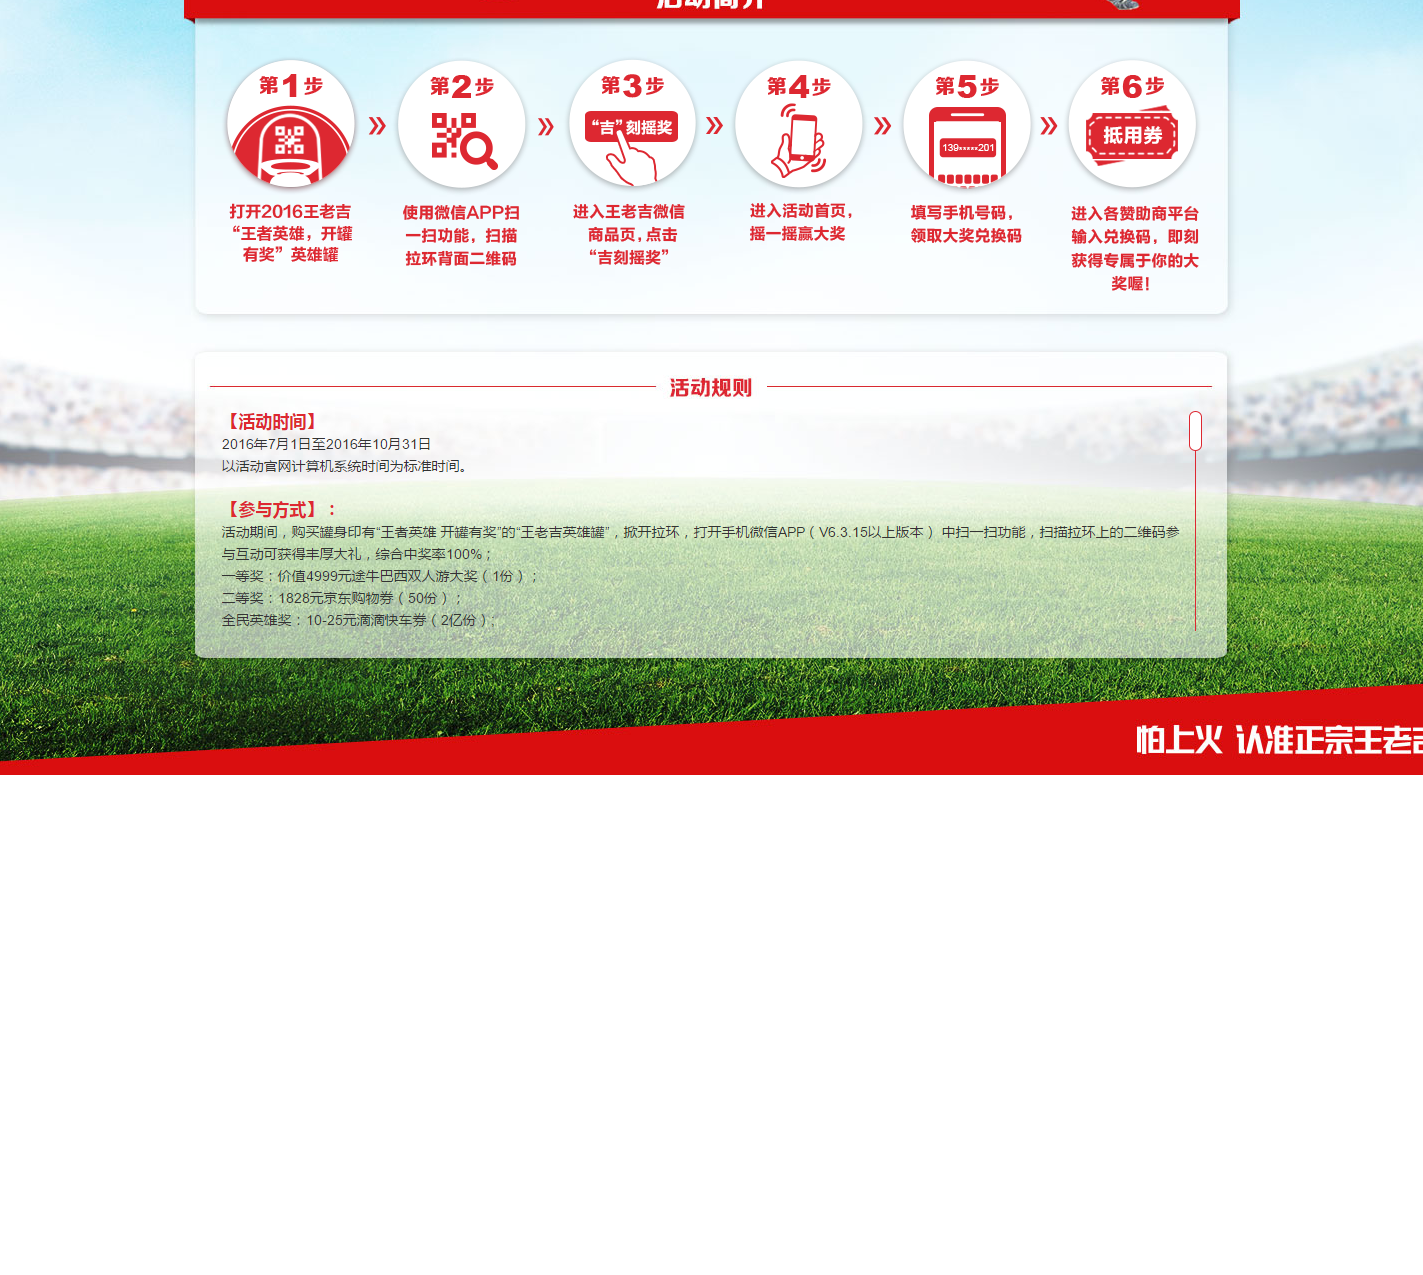 活动简介
第1步
第2步
第3步
第4步
第5步
第6步
“吉”刻摇奖
139*****201
抵用券
打开2016王老吉
“王者英雄，开罐
有奖”英雄罐
使用微信APP扫
一扫功能，扫描
拉环背面二维码
进入王老吉微信
商品页，点击
“吉刻摇奖”
进入活动首页，
摇一摇赢大奖
填写手机号码，
领取大奖兑换码
进入各赞助商平台
输入兑换码，即刻
获得专属于你的大
奖喔！
活动规则
【活动时间】
2016年7月1日至2016年10月31日
以活动官网计算机系统时间为标准时间。
【参与方式】：
活动期间，购买罐身印有“王者英雄 开罐有奖”的“王老吉英雄罐”，掀开拉环，打开手机微信APP（V6.3.15以上版本） 中扫一扫功能，扫描拉环上的二维码参
与互动可获得丰厚大礼，综合中奖率100%；
一等奖：价值4999元途牛巴西双人游大奖（1份）；
二等奖：1828元京东购物券（50份）；
全民英雄奖：10-25元滴滴快车券（2亿份）;
怕上火 认准正宗王老吉